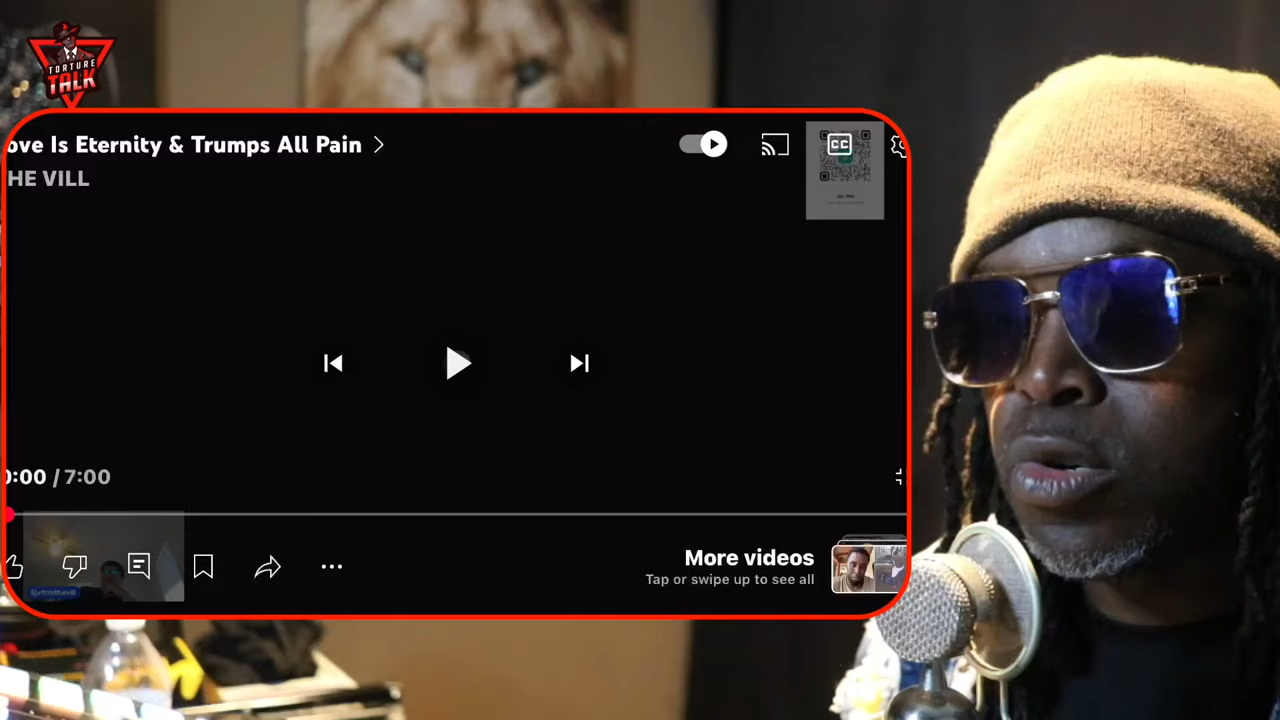 TORTURE
TALK
ove Is Eternity & Trumps All Pain
HE VILL
CC
0:00 / 7:00
More videos
Tap or swipe up to see all